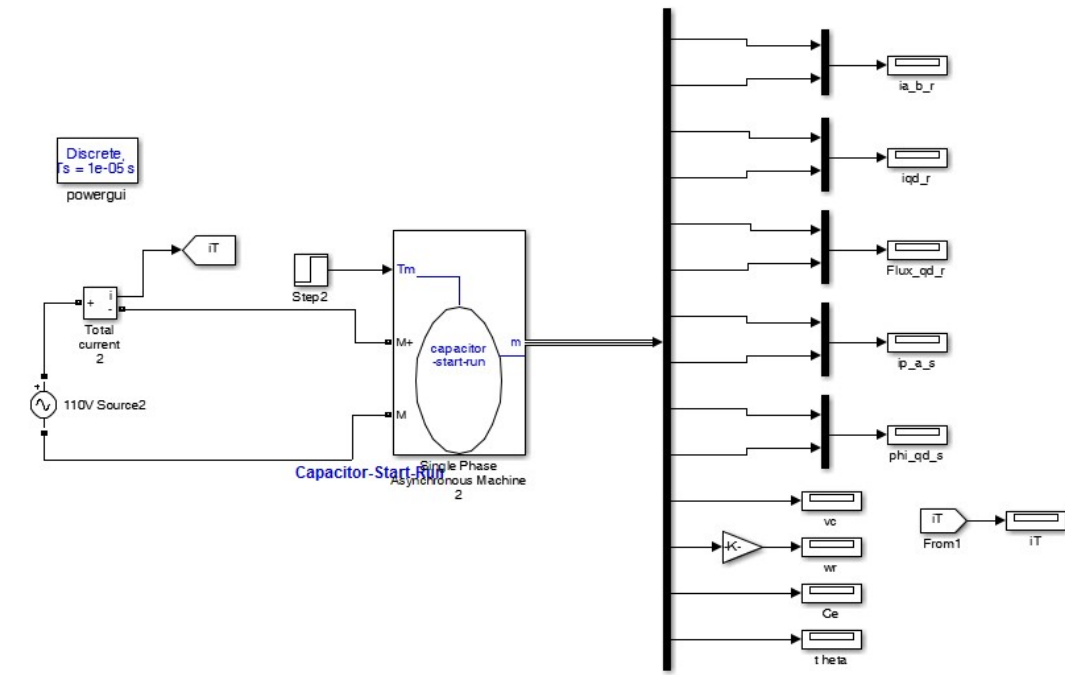 Discrete,
Ts = 1e-05 s
powergui
iT
Step2
i
+
-
Total
current
2
+
110V Source2
Tm
M+
M
capacitor
-start-run
m
Capacitor-Start-Run
Single Phase
Asynchronous Machine
2
ia_b_r
iqd_r
Flux_qd_r
ip_a_s
phi_qd_s
vc
-K-
wr
Ce
theta
iT
From1
iT